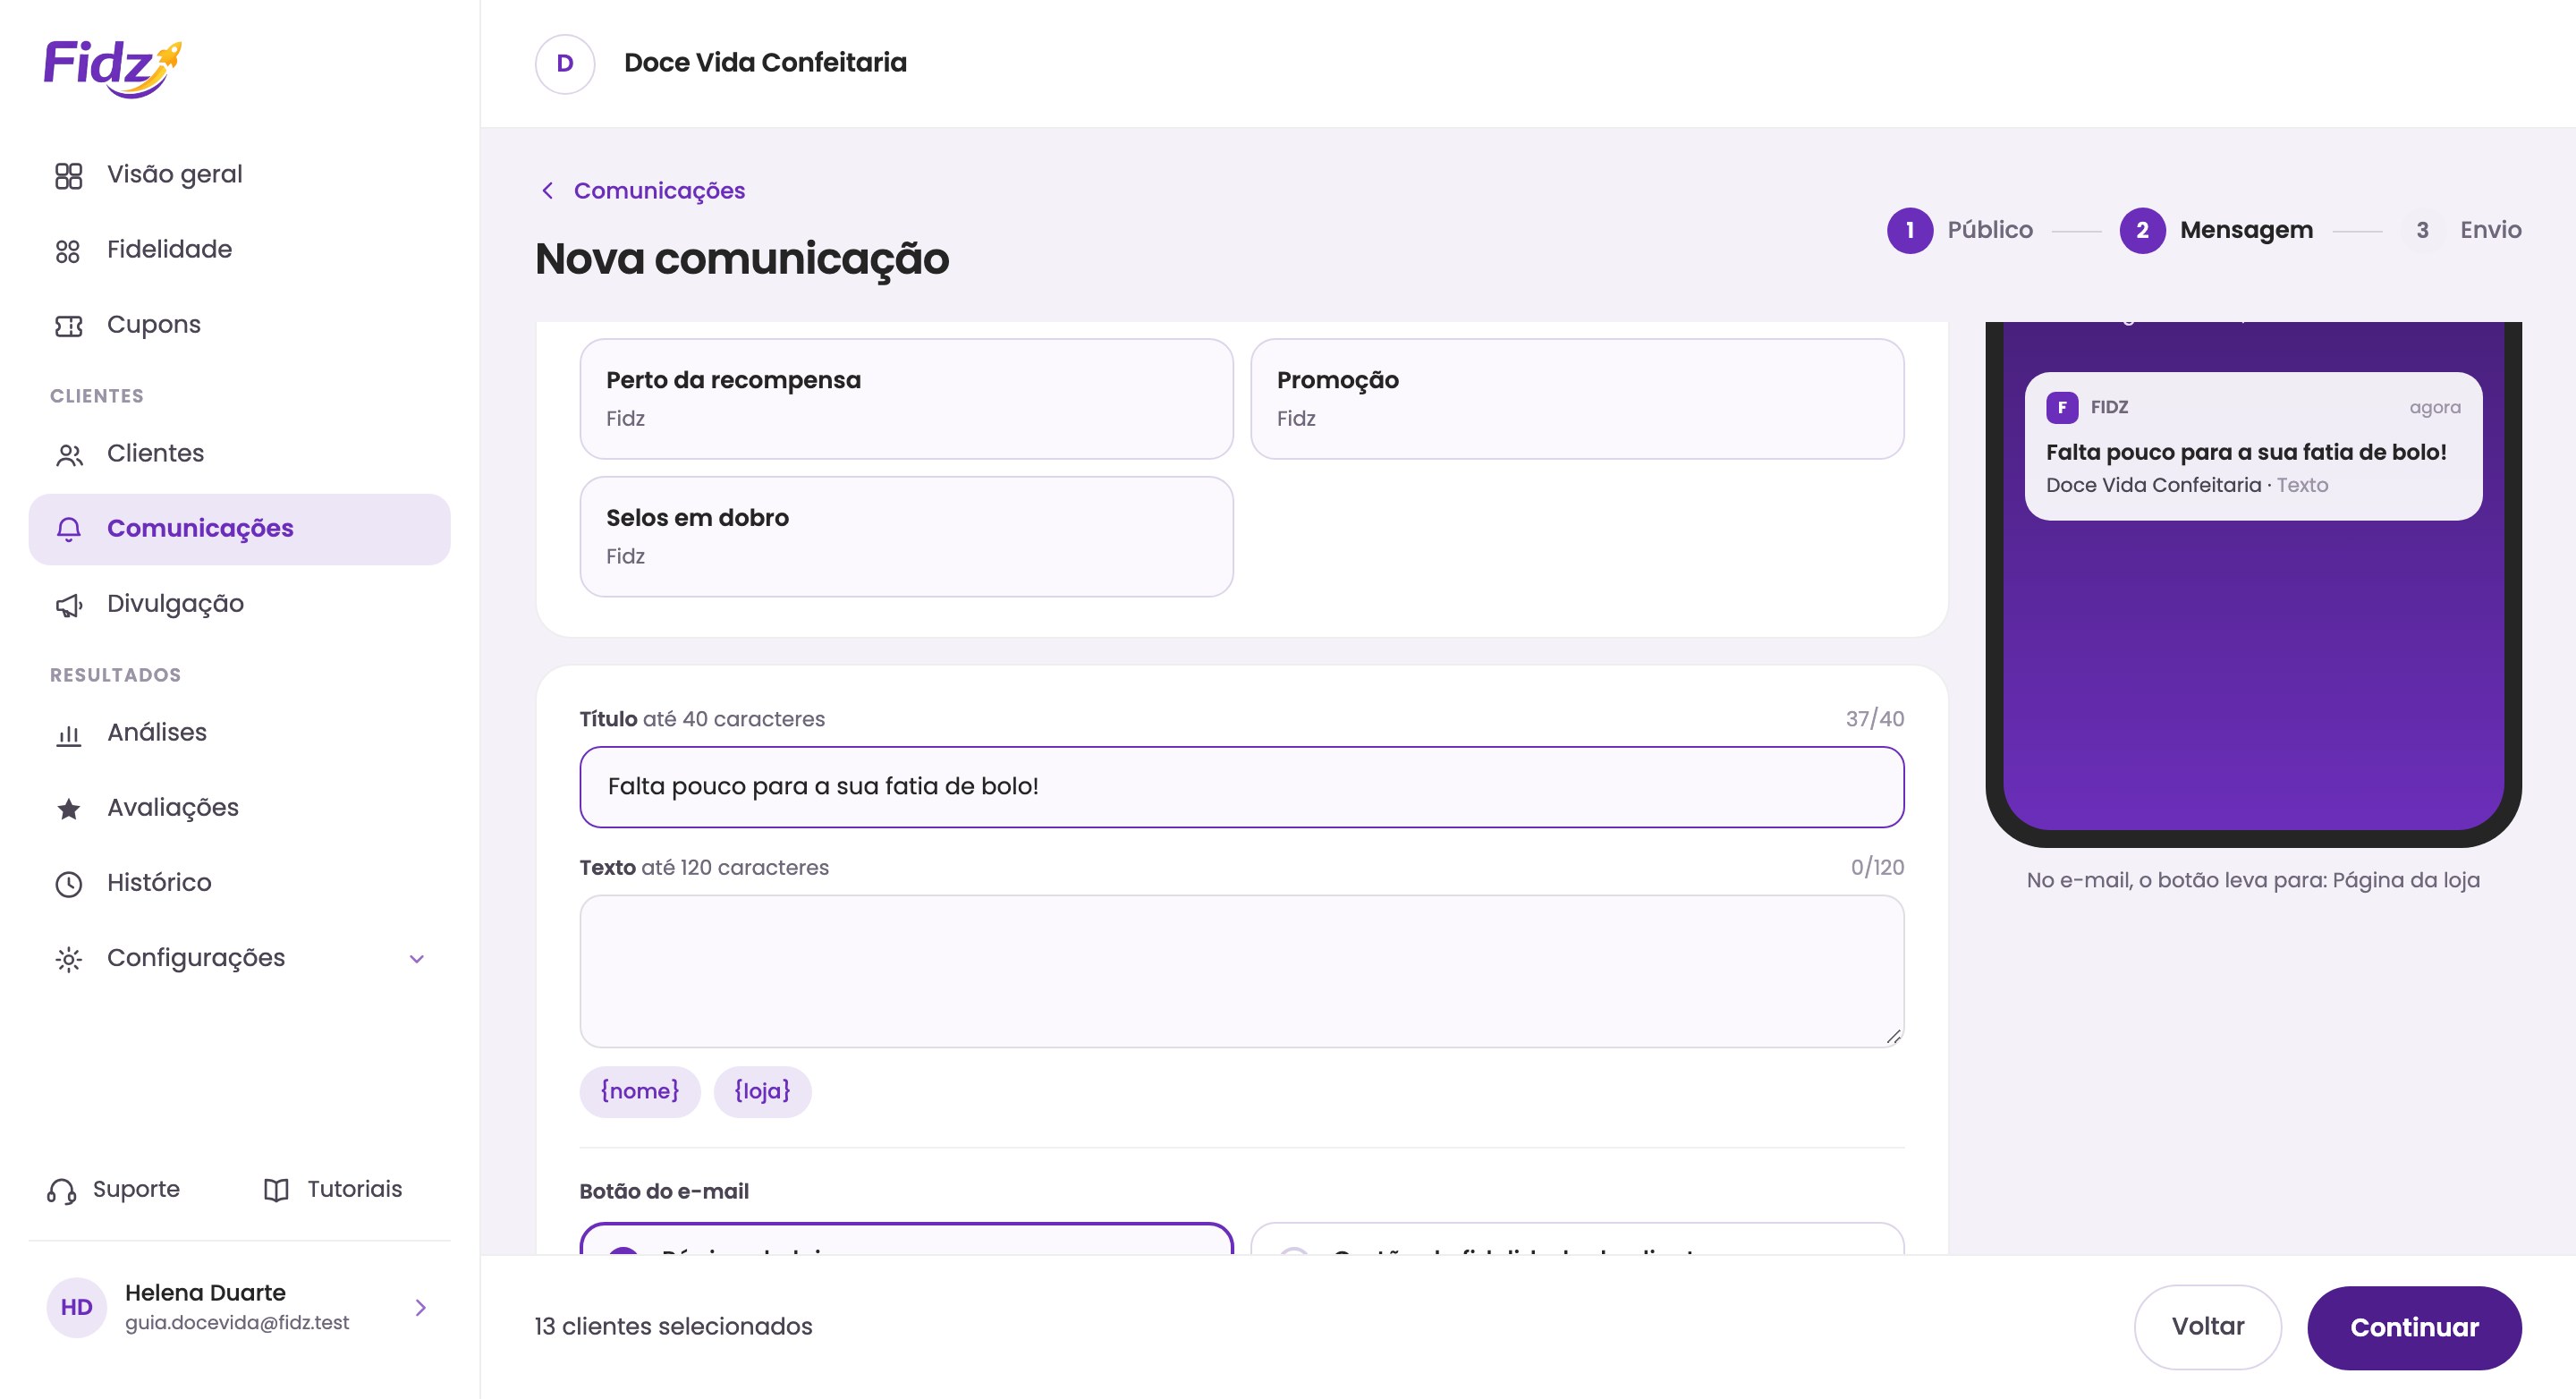 Fidz
Visão geral
Fidelidade
Cupons
CLIENTES
Clientes
Comunicações
Divulgação
RESULTADOS
Análises
Avaliações
Histórico
Configurações
Suporte
Tutoriais
HD
Helena Duarte
guia.docevida@fidz.test
D
Doce Vida Confeitaria
Comunicações
Nova comunicação
1 Público
2 Mensagem
3 Envio
Perto da recompensa
Fidz
Promoção
Fidz
Selos em dobro
Fidz
Título até 40 caracteres
37/40
Falta pouco para a sua fatia de bolo!
Texto até 120 caracteres
0/120
{nome}
{loja}
Botão do e-mail
F
FIDZ
agora
Falta pouco para a sua fatia de bolo!
Doce Vida Confeitaria · Texto
No e-mail, o botão leva para: Página da loja
13 clientes selecionados
Voltar
Continuar